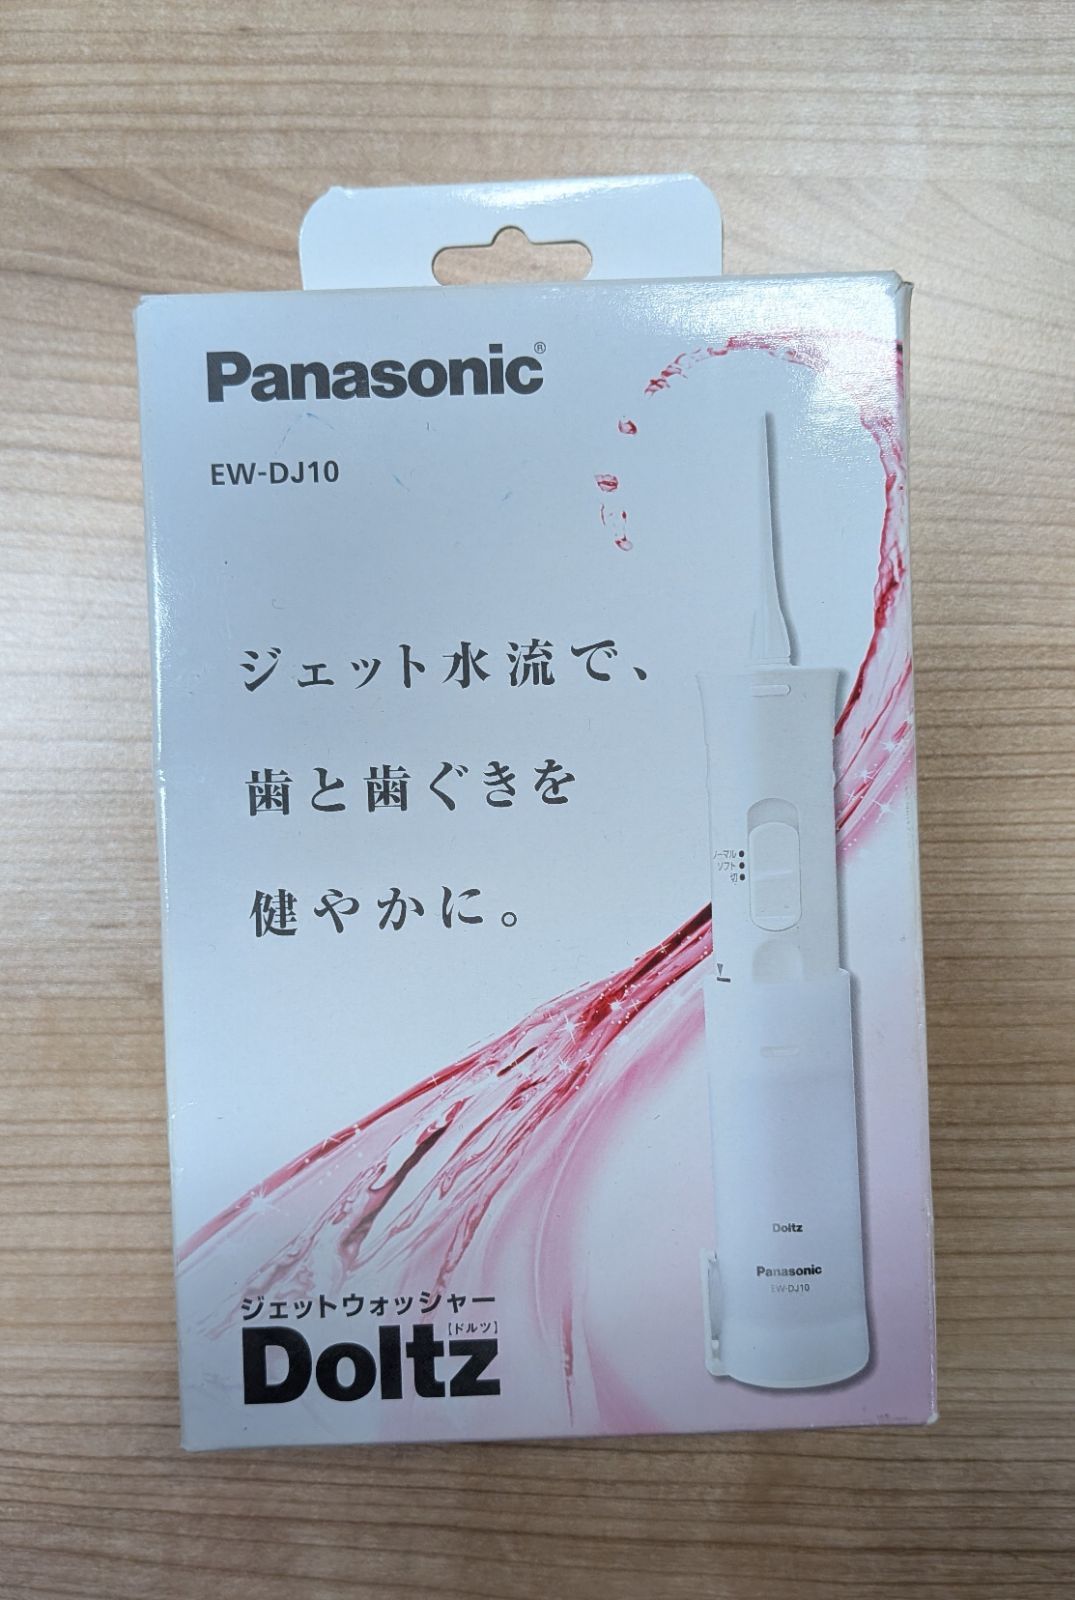 Panasonic®
EW-DJ10
ジェット水流で、
歯と歯ぐきを
健やかに。
ノーマル
ソフト
切
Doltz
Panasonic
EW-DJ10
ジェットウォッシャー
Doltz
[ドルツ]